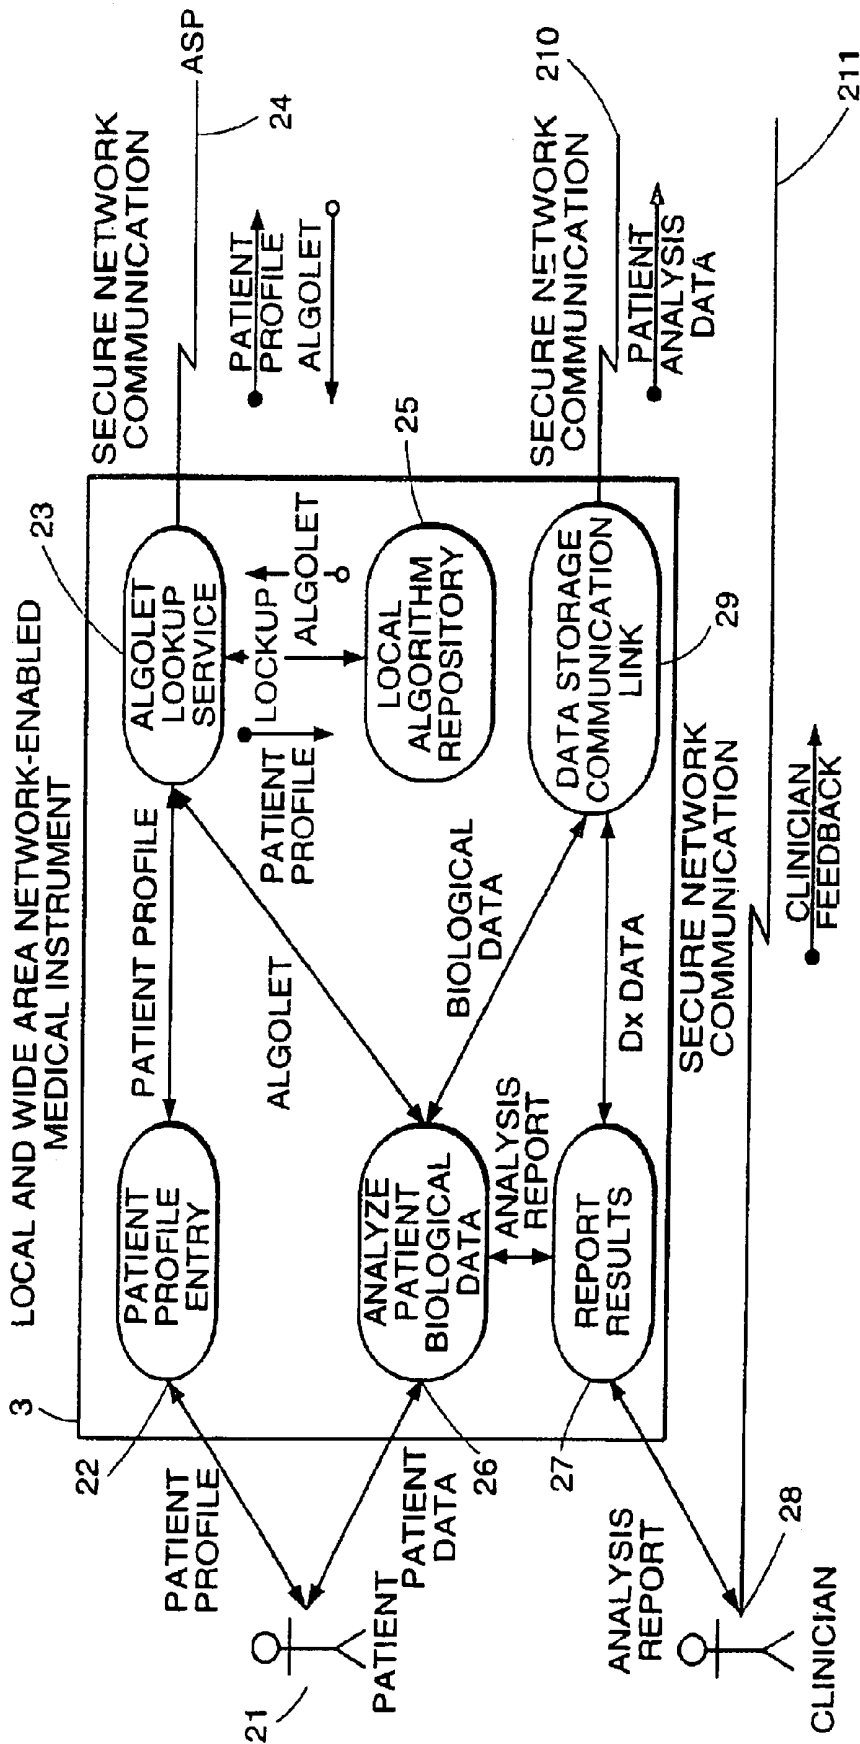 LOCAL AND WIDE AREA NETWORK-ENABLED
MEDICAL INSTRUMENT
3
22
23
PATIENT
PROFILE
PATIENT
PROFILE
ENTRY
PATIENT PROFILE
ALGOLET
LOOKUP
SERVICE
SECURE NETWORK
COMMUNICATION
ASP
24
PATIENT
PROFILE
ALGOLET
21
PATIENT
PATIENT
DATA
26
ALGOLET
PATIENT
PROFILE
LOCKUP
ALGOLET
25
ANALYZE
PATIENT
BIOLOGICAL
DATA
LOCAL
ALGORITHM
REPOSITORY
BIOLOGICAL
DATA
ANALYSIS
REPORT
27
REPORT
RESULTS
Dx DATA
DATA STORAGE
COMMUNICATION
LINK
29
SECURE NETWORK
COMMUNICATION
210
PATIENT
ANALYSIS
DATA
ANALYSIS
REPORT
28
CLINICIAN
SECURE NETWORK
COMMUNICATION
CLINICIAN
FEEDBACK
211